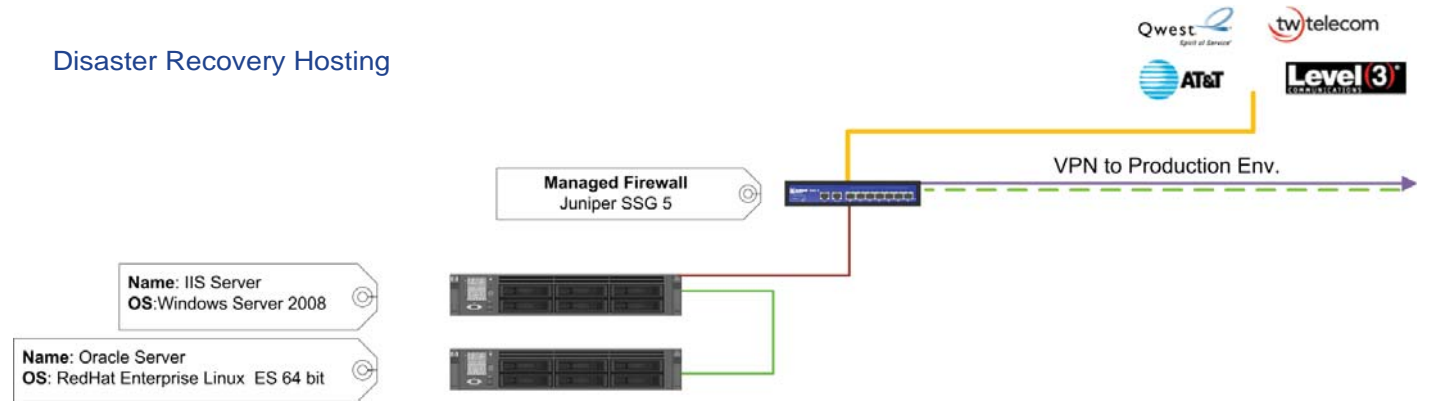 Disaster Recovery Hosting
Qwest
Spirit of Service
tw telecom
AT&T
Level (3)
COMMUNICATIONS
VPN to Production Env.
Managed Firewall
Juniper SSG 5
Name: IIS Server
OS:Windows Server 2008
Name: Oracle Server
OS: RedHat Enterprise Linux ES 64 bit